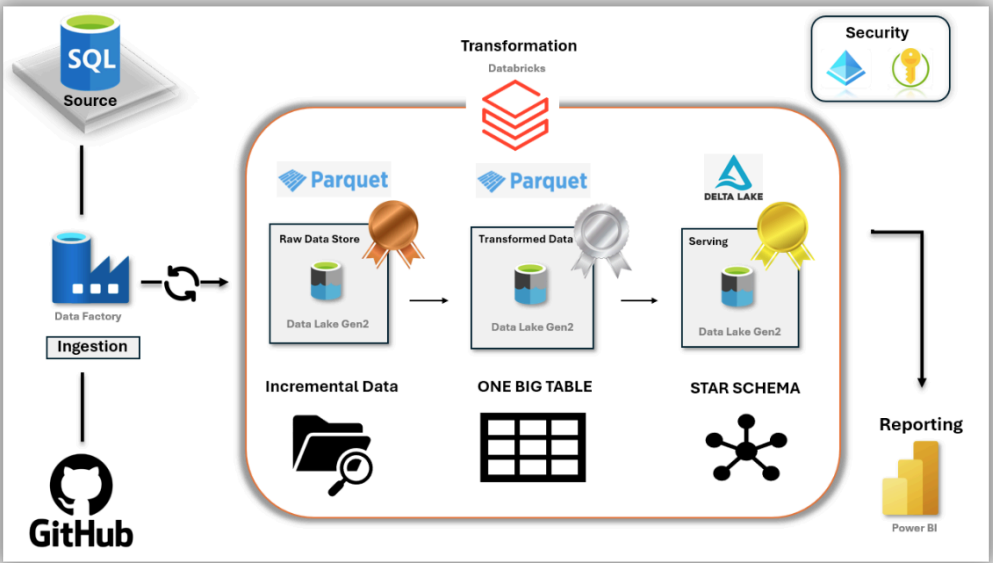 SQL
Source
Transformation
Databricks
Security
Parquet
Parquet
DELTA LAKE
Raw Data Store
Data Lake Gen2
Transformed Data
Data Lake Gen2
Serving
Data Lake Gen2
Data Factory
Ingestion
Incremental Data
ONE BIG TABLE
STAR SCHEMA
GitHub
Reporting
Power BI